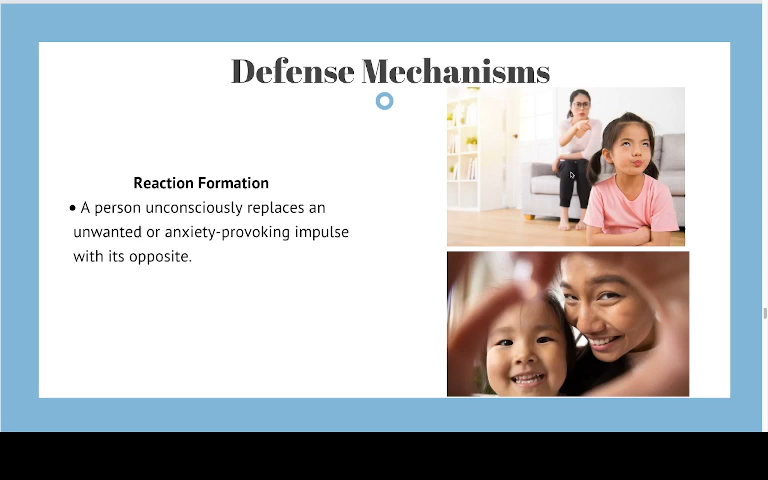 Defense Mechanisms
Reaction Formation
• A person unconsciously replaces an
unwanted or anxiety-provoking impulse
with its opposite.